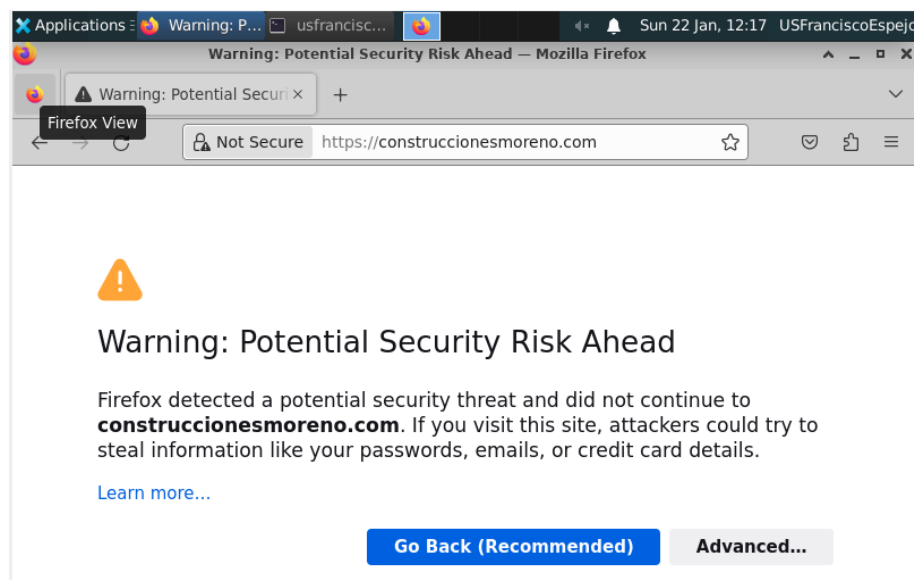 Applications
Warning: P...
usfrancisc...
Sun 22 Jan, 12:17
USFranciscoEspejo
Warning: Potential Security Risk Ahead — Mozilla Firefox
Warning: Potential Securi
Firefox View
Not Secure
https://construccionesmoreno.com
Warning: Potential Security Risk Ahead
Firefox detected a potential security threat and did not continue to
construccionesmoreno.com. If you visit this site, attackers could try to
steal information like your passwords, emails, or credit card details.
Learn more...
Go Back (Recommended)
Advanced...